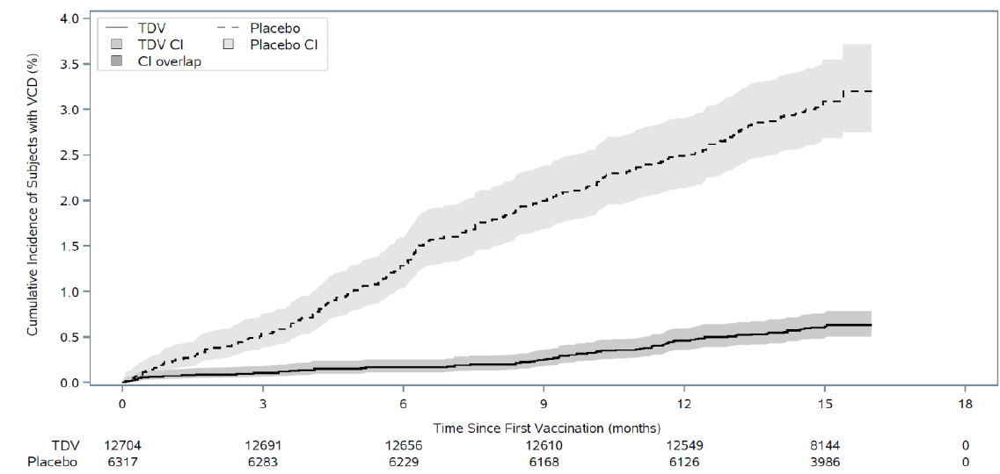 Cumulative Incidence of Subjects with VCD (%)
4.0
3.5
3.0
2.5
2.0
1.5
1.0
0.5
0.0
TDV Placebo
TDV CI Placebo CI
CI overlap
0 3 6 9 12 15 18
Time Since First Vaccination (months)
TDV 12704 12691 12656 12610 12549 8144 0
Placebo 6317 6283 6229 6168 6126 3986 0